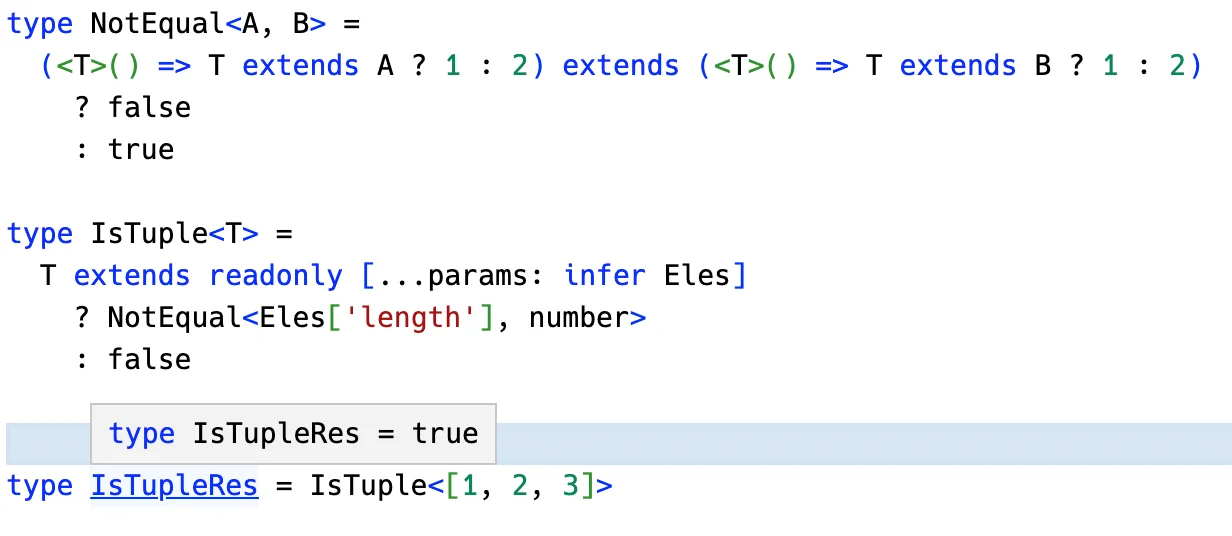 type NotEqual<A, B> =
  (<T>() => T extends A ? 1 : 2) extends (<T>() => T extends B ? 1 : 2)
    ? false
    : true

type IsTuple<T> =
  T extends readonly [...params: infer Eles]
    ? NotEqual<Eles['length'], number>
    : false

type IsTupleRes = true
type IsTupleRes = IsTuple<[1, 2, 3]>